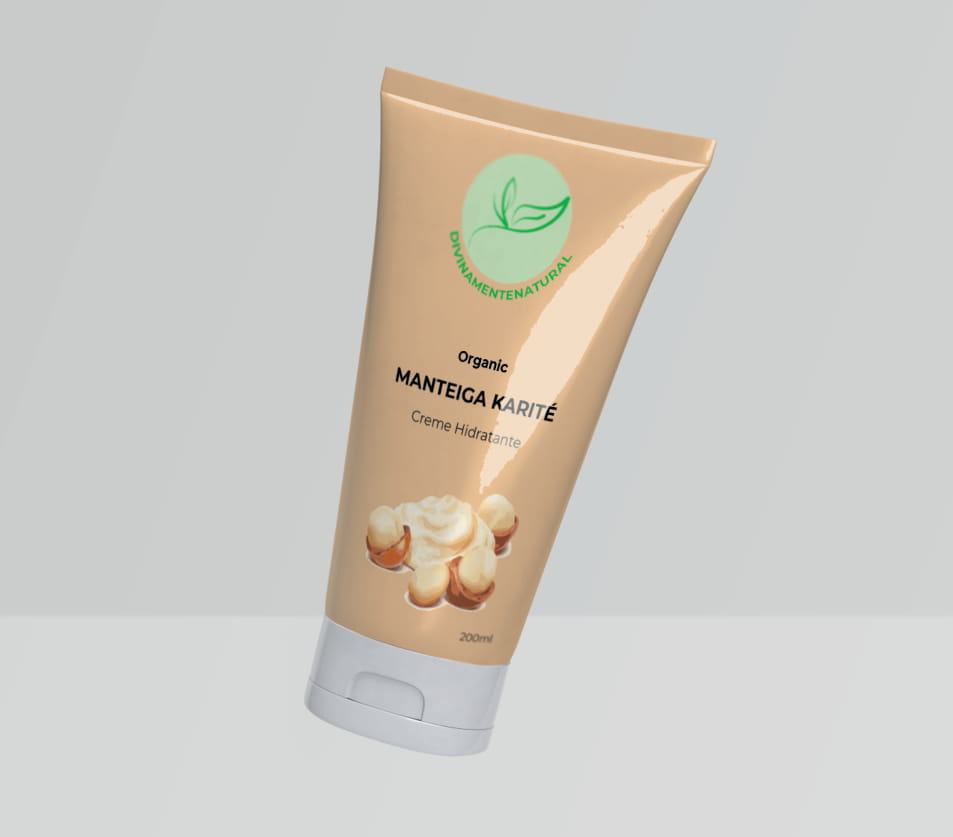 DIVINAMENTENATURAL
Organic
MANTEIGA KARITÉ
Creme Hidratante
200ml